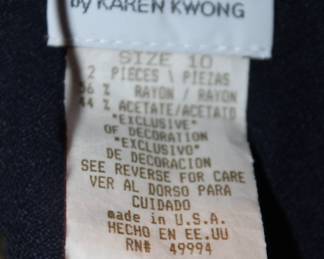 by KAREN KWONG
SIZE 10
2 PIECES \ PIEZAS
56 % RAYON / RAYON
44 % ACETATE/ACETATO
"EXCLUSIVE"
OF DECORATION
"EXCLUSIVO"
DE DECORACION
SEE REVERSE FOR CARE
VER AL DORSO PARA
CUIDADO
made in U.S.A.
HECHO EN EE.UU
RN# 49994